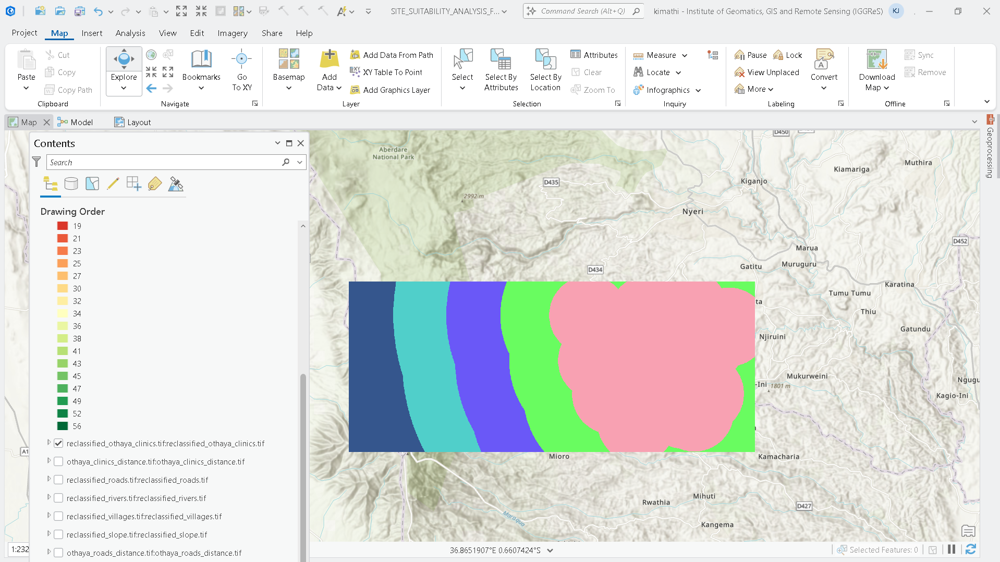 SITE_SUITABILITY_ANALYSIS_F...
Command Search (Alt+Q)
kimathi - Institute of Geomatics, GIS and Remote Sensing (IGGReS)
KJ
Project
Map
Insert
Analysis
View
Edit
Imagery
Share
Help
Paste
Cut
Copy
Copy Path
Clipboard
Explore
Bookmarks
Go
To XY
Navigate
Basemap
Add
Data
Add Data From Path
XY Table To Point
Add Graphics Layer
Layer
Select
Select By
Attributes
Select By
Location
Attributes
Clear
Zoom To
Selection
Measure
Locate
Infographics
Inquiry
Pause
Lock
View Unplaced
More
Convert
Labeling
Download
Map
Sync
Remove
Offline
Map
Model
Layout
Geoprocessing
Contents
Search
Drawing Order
19
21
23
25
27
30
32
34
36
38
41
43
45
47
49
52
56
reclassified_othaya_clinics.tif:reclassified_othaya_clinics.tif
othaya_clinics_distance.tif:othaya_clinics_distance.tif
reclassified_roads.tif:reclassified_roads.tif
reclassified_rivers.tif:reclassified_rivers.tif
reclassified_villages.tif:reclassified_villages.tif
reclassified_slope.tif:reclassified_slope.tif
othaya_roads_distance.tif:othaya_roads_distance.tif
Aberdare
National Park
D450
Muthira
Kiamariga
Kiganjo
D435
2992 m
Nyeri
D452
Marua
Muruguru
Gatitu
D434
Karatina
Tumu Tumu
ta
Thiu
Gatundu
Njiruini
Mukurweini
-Ini
1801 m
Ngugu
Kagio-Ini
A1
Mioro
Kamacharia
Mihuti
Rwathia
D427
Maragua
Kangema
1:232
36.8651907°E 0.6607424°S
Selected Features: 0